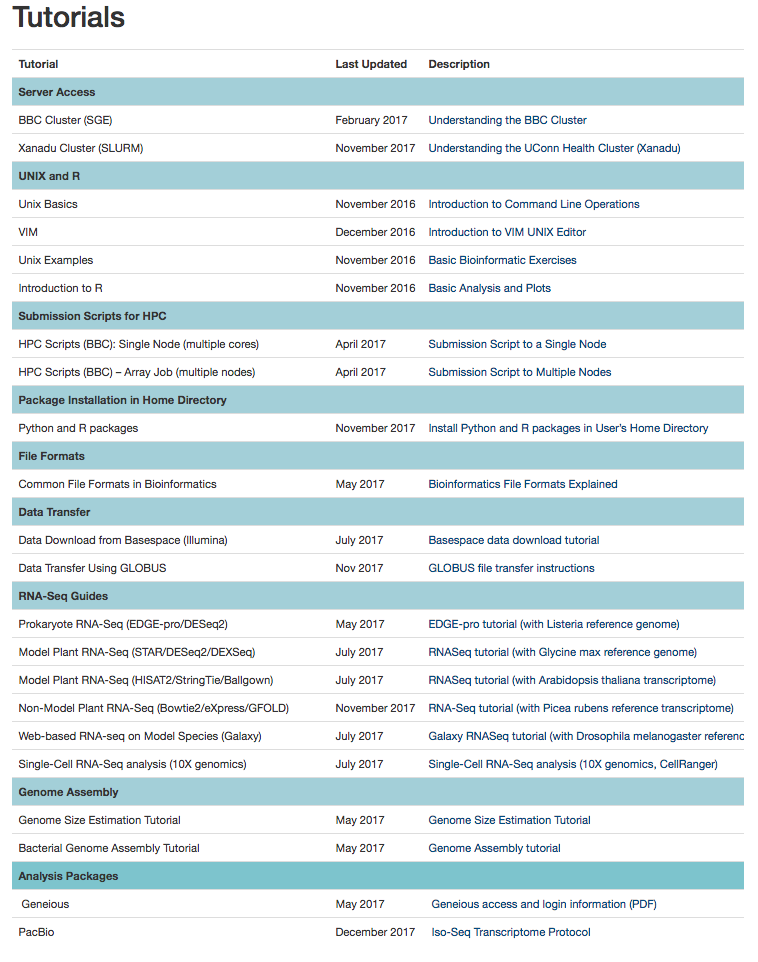 Tutorials
Tutorial Last Updated Description
Server Access
BBC Cluster (SGE) February 2017 Understanding the BBC Cluster
Xanadu Cluster (SLURM) November 2017 Understanding the UConn Health Cluster (Xanadu)
UNIX and R
Unix Basics November 2016 Introduction to Command Line Operations
VIM December 2016 Introduction to VIM UNIX Editor
Unix Examples November 2016 Basic Bioinformatic Exercises
Introduction to R November 2016 Basic Analysis and Plots
Submission Scripts for HPC
HPC Scripts (BBC): Single Node (multiple cores) April 2017 Submission Script to a Single Node
HPC Scripts (BBC) – Array Job (multiple nodes) April 2017 Submission Script to Multiple Nodes
Package Installation in Home Directory
Python and R packages November 2017 Install Python and R packages in User's Home Directory
File Formats
Common File Formats in Bioinformatics May 2017 Bioinformatics File Formats Explained
Data Transfer
Data Download from Basespace (Illumina) July 2017 Basespace data download tutorial
Data Transfer Using GLOBUS Nov 2017 GLOBUS file transfer instructions
RNA-Seq Guides
Prokaryote RNA-Seq (EDGE-pro/DESeq2) May 2017 EDGE-pro tutorial (with Listeria reference genome)
Model Plant RNA-Seq (STAR/DESeq2/DEXSeq) July 2017 RNASeq tutorial (with Glycine max reference genome)
Model Plant RNA-Seq (HISAT2/StringTie/Ballgown) July 2017 RNASeq tutorial (with Arabidopsis thaliana transcriptome)
Non-Model Plant RNA-Seq (Bowtie2/eXpress/GFOLD) November 2017 RNA-Seq tutorial (with Picea rubens reference transcriptome)
Web-based RNA-seq on Model Species (Galaxy) July 2017 Galaxy RNASeq tutorial (with Drosophila melanogaster referenc
Single-Cell RNA-Seq analysis (10X genomics) July 2017 Single-Cell RNA-Seq analysis (10X genomics, CellRanger)
Genome Assembly
Genome Size Estimation Tutorial May 2017 Genome Size Estimation Tutorial
Bacterial Genome Assembly Tutorial May 2017 Genome Assembly tutorial
Analysis Packages
Geneious May 2017 Geneious access and login information (PDF)
PacBio December 2017 Iso-Seq Transcriptome Protocol